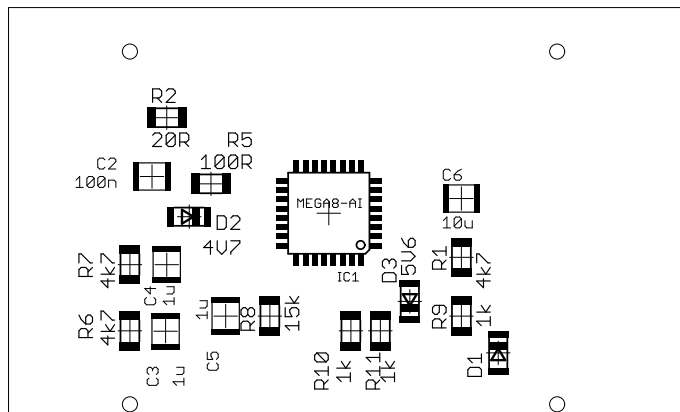 R2
20R
R5
100R
C2
100n
MEGA8-AI
C6
10u
D2
4V7
IC1
R7
4k7
C4
1u
D3
5V6
R1
4k7
R6
4k7
C3
1u
1u
C5
R8
15k
R10
1k
R11
1k
R9
1k
D1